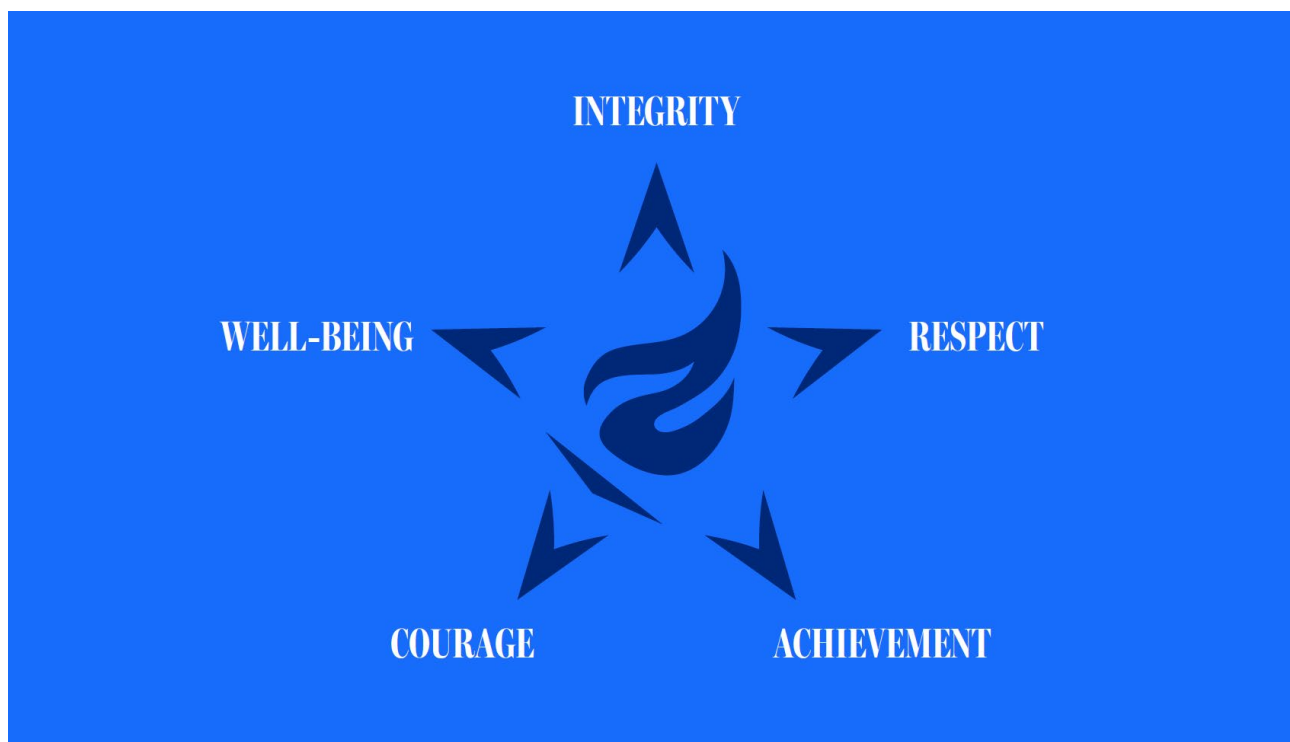 INTEGRITY
WELL-BEING
RESPECT
COURAGE
ACHIEVEMENT